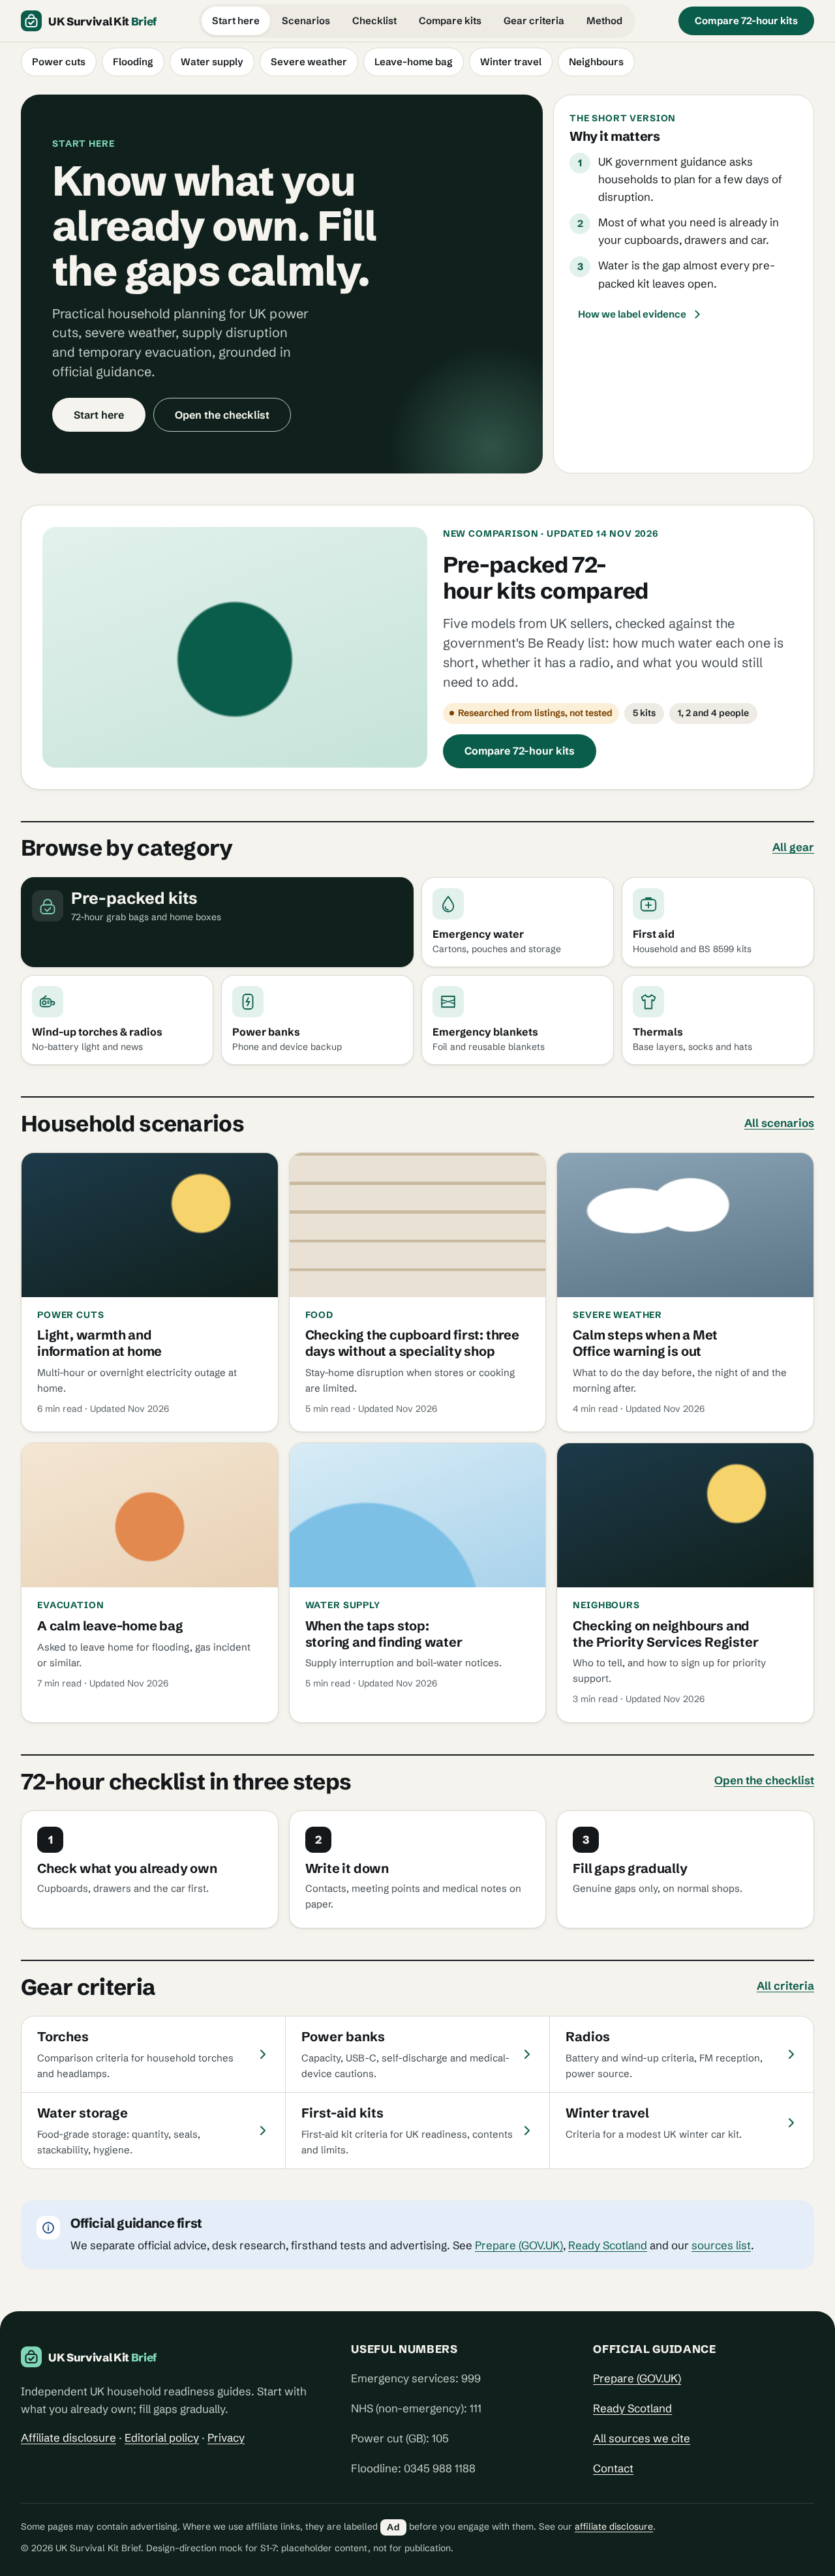 UK Survival Kit Brief
Start here
Scenarios
Checklist
Compare kits
Gear criteria
Method
Compare 72-hour kits
Power cuts
Flooding
Water supply
Severe weather
Leave-home bag
Winter travel
Neighbours
START HERE
Know what you
already own. Fill
the gaps calmly.
Practical household planning for UK power
cuts, severe weather, supply disruption
and temporary evacuation, grounded in
official guidance.
Start here
Open the checklist
THE SHORT VERSION
Why it matters
1
UK government guidance asks
households to plan for a few days of
disruption.
2
Most of what you need is already in
your cupboards, drawers and car.
3
Water is the gap almost every pre-
packed kit leaves open.
How we label evidence
NEW COMPARISON · UPDATED 14 NOV 2026
Pre-packed 72-
hour kits compared
Five models from UK sellers, checked against the
government's Be Ready list: how much water each one is
short, whether it has a radio, and what you would still
need to add.
Researched from listings, not tested
5 kits
1, 2 and 4 people
Compare 72-hour kits
Browse by category
All gear
Pre-packed kits
72-hour grab bags and home boxes
Emergency water
Cartons, pouches and storage
First aid
Household and BS 8599 kits
Wind-up torches & radios
No-battery light and news
Power banks
Phone and device backup
Emergency blankets
Foil and reusable blankets
Thermals
Base layers, socks and hats
Household scenarios
All scenarios
POWER CUTS
Light, warmth and
information at home
Multi-hour or overnight electricity outage at
home.
6 min read · Updated Nov 2026
FOOD
Checking the cupboard first: three
days without a speciality shop
Stay-home disruption when stores or cooking
are limited.
5 min read · Updated Nov 2026
SEVERE WEATHER
Calm steps when a Met
Office warning is out
What to do the day before, the night of and the
morning after.
4 min read · Updated Nov 2026
EVACUATION
A calm leave-home bag
Asked to leave home for flooding, gas incident
or similar.
7 min read · Updated Nov 2026
WATER SUPPLY
When the taps stop:
storing and finding water
Supply interruption and boil-water notices.
5 min read · Updated Nov 2026
NEIGHBOURS
Checking on neighbours and
the Priority Services Register
Who to tell, and how to sign up for priority
support.
3 min read · Updated Nov 2026
72-hour checklist in three steps
Open the checklist
1
Check what you already own
Cupboards, drawers and the car first.
2
Write it down
Contacts, meeting points and medical notes on
paper.
3
Fill gaps gradually
Genuine gaps only, on normal shops.
Gear criteria
All criteria
Torches
Comparison criteria for household torches
and headlamps.
Power banks
Capacity, USB-C, self-discharge and medical-
device cautions.
Radios
Battery and wind-up criteria, FM reception,
power source.
Water storage
Food-grade storage: quantity, seals,
stackability, hygiene.
First-aid kits
First-aid kit criteria for UK readiness, contents
and limits.
Winter travel
Criteria for a modest UK winter car kit.
Official guidance first
We separate official advice, desk research, firsthand tests and advertising. See Prepare (GOV.UK), Ready Scotland and our sources list.
UK Survival Kit Brief
Independent UK household readiness guides. Start with
what you already own; fill gaps gradually.
Affiliate disclosure · Editorial policy · Privacy
USEFUL NUMBERS
Emergency services: 999
NHS (non-emergency): 111
Power cut (GB): 105
Floodline: 0345 988 1188
OFFICIAL GUIDANCE
Prepare (GOV.UK)
Ready Scotland
All sources we cite
Contact
Some pages may contain advertising. Where we use affiliate links, they are labelled Ad before you engage with them. See our affiliate disclosure.
© 2026 UK Survival Kit Brief. Design-direction mock for S1-7: placeholder content, not for publication.